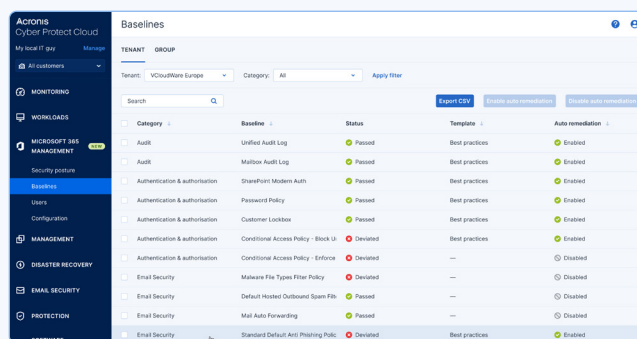 Acronis
Cyber Protect Cloud
My local IT guy Manage
All customers
MONITORING
WORKLOADS
MICROSOFT 365
MANAGEMENT NEW
Security posture
Baselines
Users
Configuration
MANAGEMENT
DISASTER RECOVERY
EMAIL SECURITY
PROTECTION
Baselines
TENANT GROUP
Tenant: VCloudWare Europe Category: All Apply filter
Search Export CSV Enable auto remediation Disable auto remediation
Category Baseline Status Template Auto remediation
Audit Unified Audit Log Passed Best practices Enabled
Audit Mailbox Audit Log Passed Best practices Enabled
Authentication & authorisation SharePoint Modern Auth Passed Best practices Enabled
Authentication & authorisation Password Policy Passed Best practices Enabled
Authentication & authorisation Customer Lockbox Passed Best practices Enabled
Authentication & authorisation Conditional Access Policy - Block Deviated Best practices Enabled
Authentication & authorisation Conditional Access Policy - Enforce Deviated — Disabled
Email Security Malware File Types Filter Policy Deviated — Disabled
Email Security Default Hosted Outbound Spam Passed — Disabled
Email Security Mail Auto Forwarding Passed — Disabled
Email Security Standard Default Anti Phishing Polic Deviated Best practices Enabled